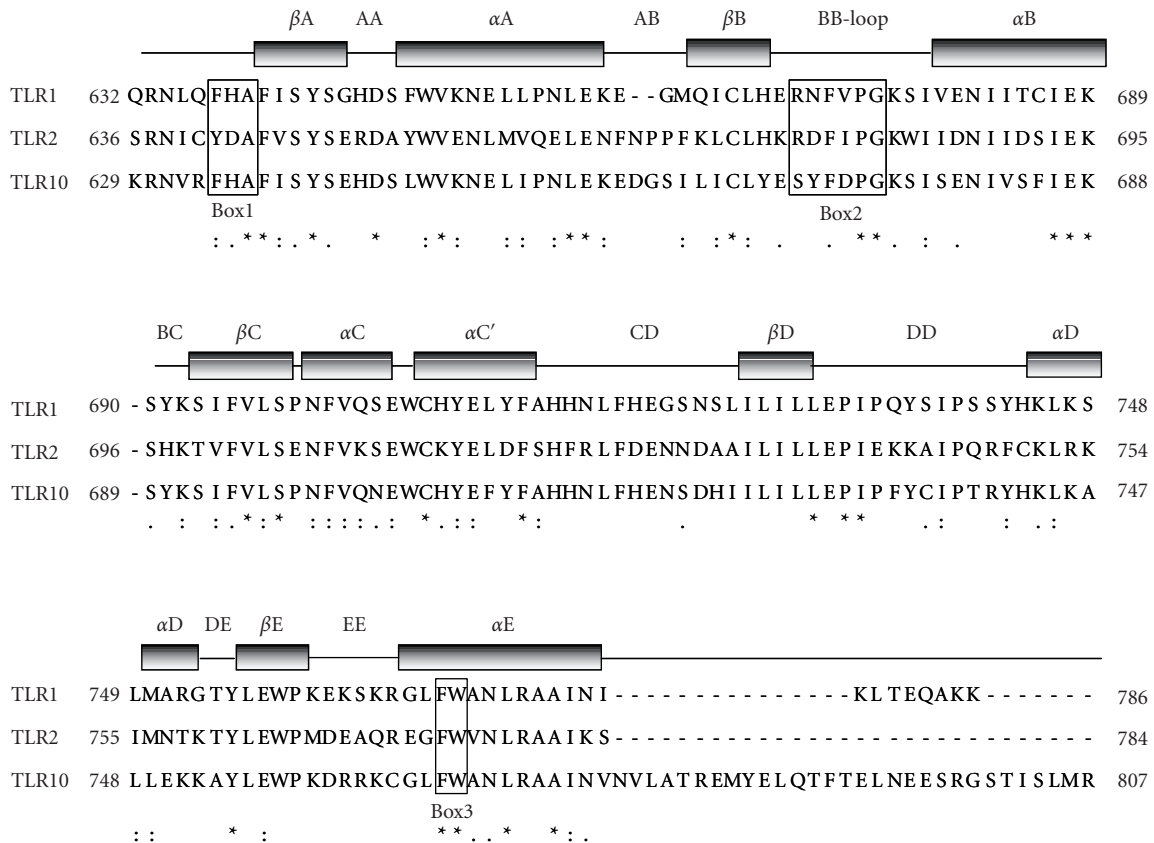 βA AA αA AB βB BB-loop αB
TLR1 632 QRNLQFHAFISYSGHDSFWVKNELLPNLEKE--GMQICLHERNFVPGKSIVENIITCIEK 689
TLR2 636 SRNICYDAFVSYSERDAYWVENLMVQELENFNPPFKLCLHKRDFIPGKWIIDNIIDSIEK 695
TLR10 629 KRNVRFHAFISYSEHDSLWVKNELIPNLEKEDGSILICLYESYFDPGKSISENIVSFIEK 688
Box1 Box2
: . * * : . * . * : * : : : : * * : : : * : . . * * . : . * * *
BC βC αC αC′ CD βD DD αD
TLR1 690 -SYKSIFVLSPNFVQSEWCHYELYFAHHNLFHEGSNSLILILLEPIPQYSIPSSYHKLKS 748
TLR2 696 -SHKTVFVLSENFVKSEWCKYELDFSHFRLFDENNDAAILILLEPIEKKAIPQRFCKLRK 754
TLR10 689 -SYKSIFVLSPNFVQNEWCHYEFYFAHHNLFHENSDHIILILLEPIPFYCIPTRYHKLKA 747
. : : . * : * : : : : . : * . : : * : . * * * . : : . :
αD DE βE EE αE
TLR1 749 LMARGTYLEWPKEKSKRGLFWANLRAAINI---------------KLTEQAKK------- 786
TLR2 755 IMNTKTYLEWPMDEAQREGFWVNLRAAIKS------------------------------ 784
TLR10 748 LLEKKAYLEWPKDRRKCGLFWANLRAAINVNVLATREMYELQTFTELNEESRGSTISLMR 807
Box3
: : * : * * . . * * : .